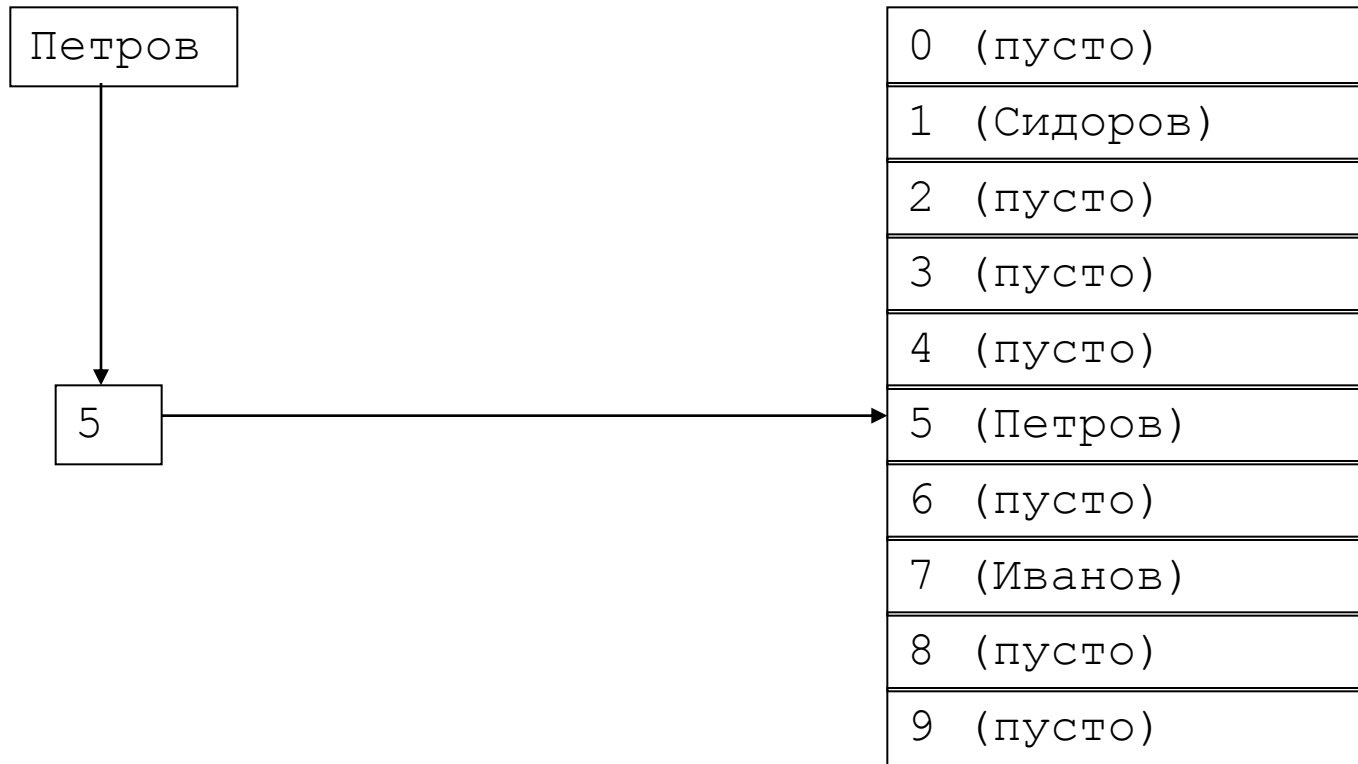 Петров
5
0 (пусто)
1 (Сидоров)
2 (пусто)
3 (пусто)
4 (пусто)
5 (Петров)
6 (пусто)
7 (Иванов)
8 (пусто)
9 (пусто)